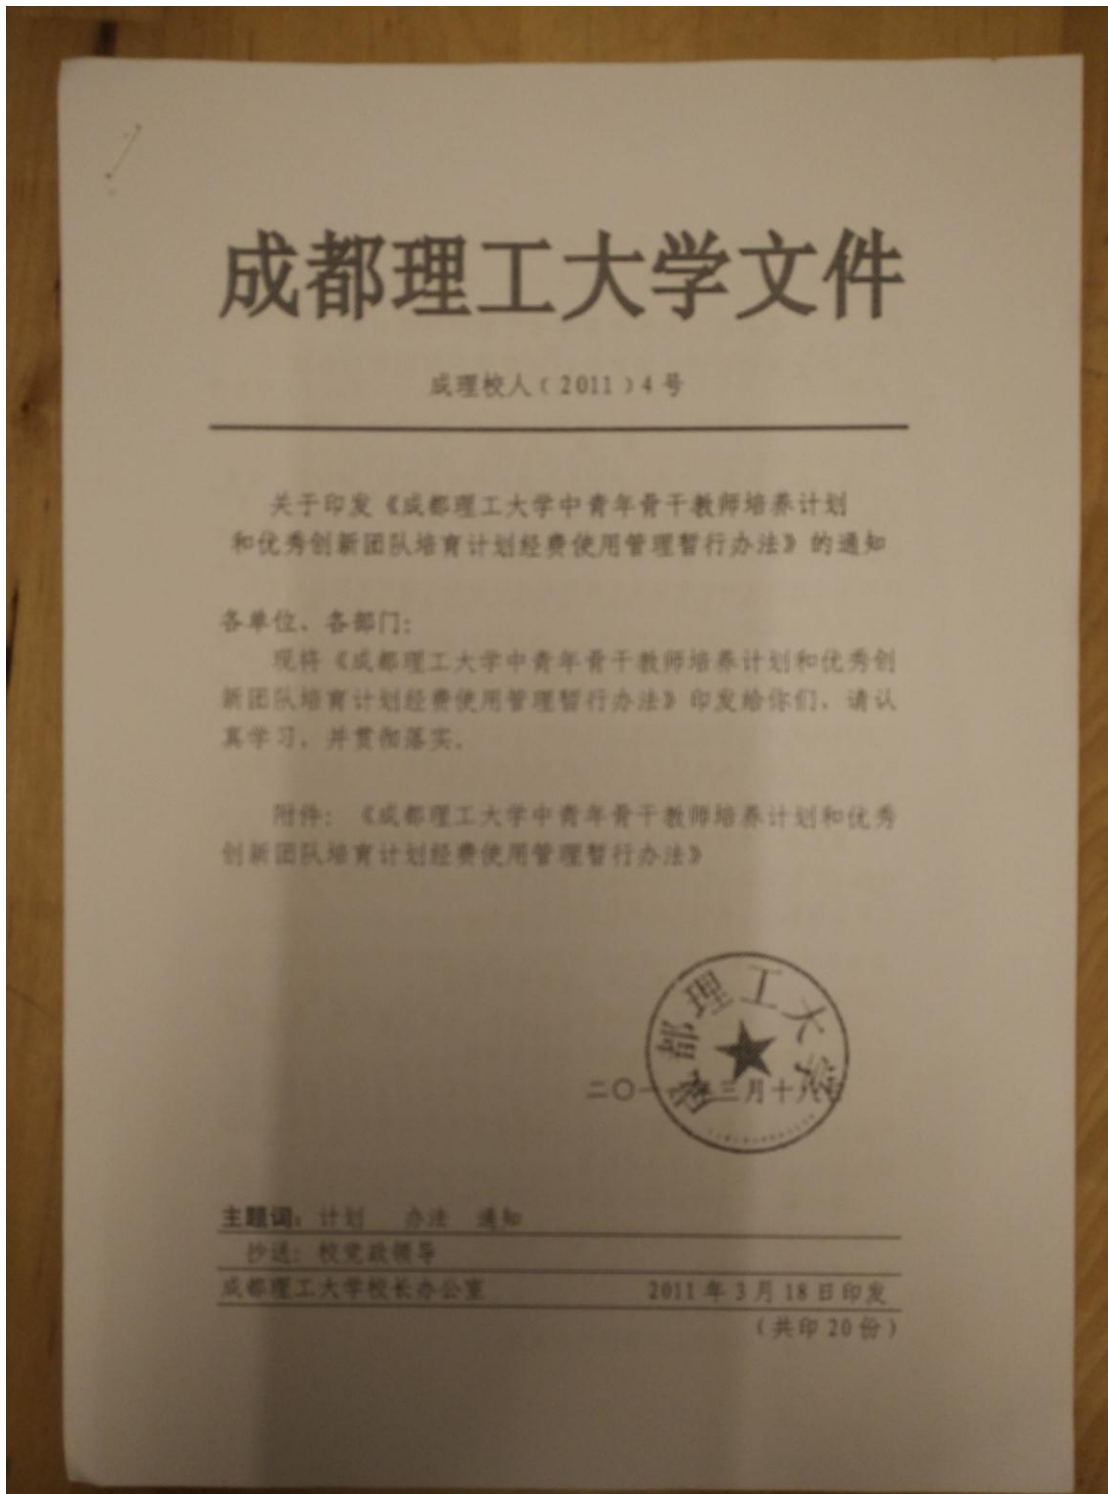 成都理工大学文件
成理校人﹝2011﹞4号
关于印发《成都理工大学中青年骨干教师培养计划
和优秀创新团队培育计划经费使用管理暂行办法》的通知
各单位、各部门：
现将《成都理工大学中青年骨干教师培养计划和优秀创
新团队培育计划经费使用管理暂行办法》印发给你们，请认
真学习，并贯彻落实。
附件：《成都理工大学中青年骨干教师培养计划和优秀
创新团队培育计划经费使用管理暂行办法》
成都理工大学
二〇一 年三月十八日
主题词：计划 办法 通知
抄送：校党政领导
成都理工大学校长办公室 2011年3月18日印发
（共印20份）